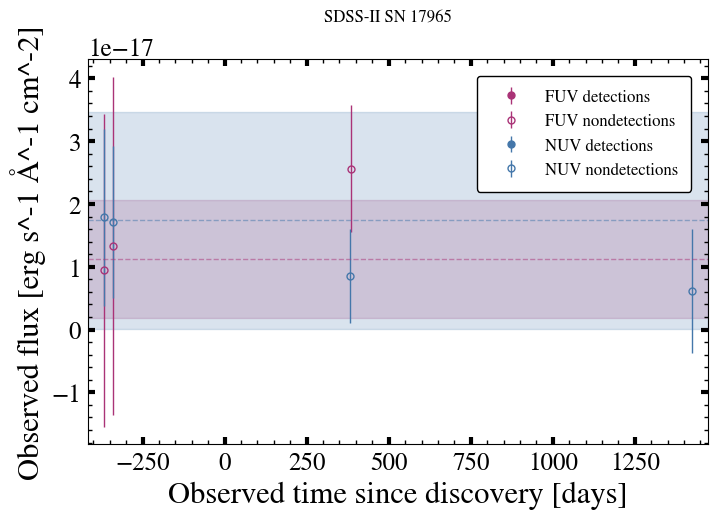 SDSS-II SN 17965
1e−17
4
3
2
1
0
−1
Observed flux [erg s^-1 Å^-1 cm^-2]
FUV detections
FUV nondetections
NUV detections
NUV nondetections
−250 0 250 500 750 1000 1250
Observed time since discovery [days]